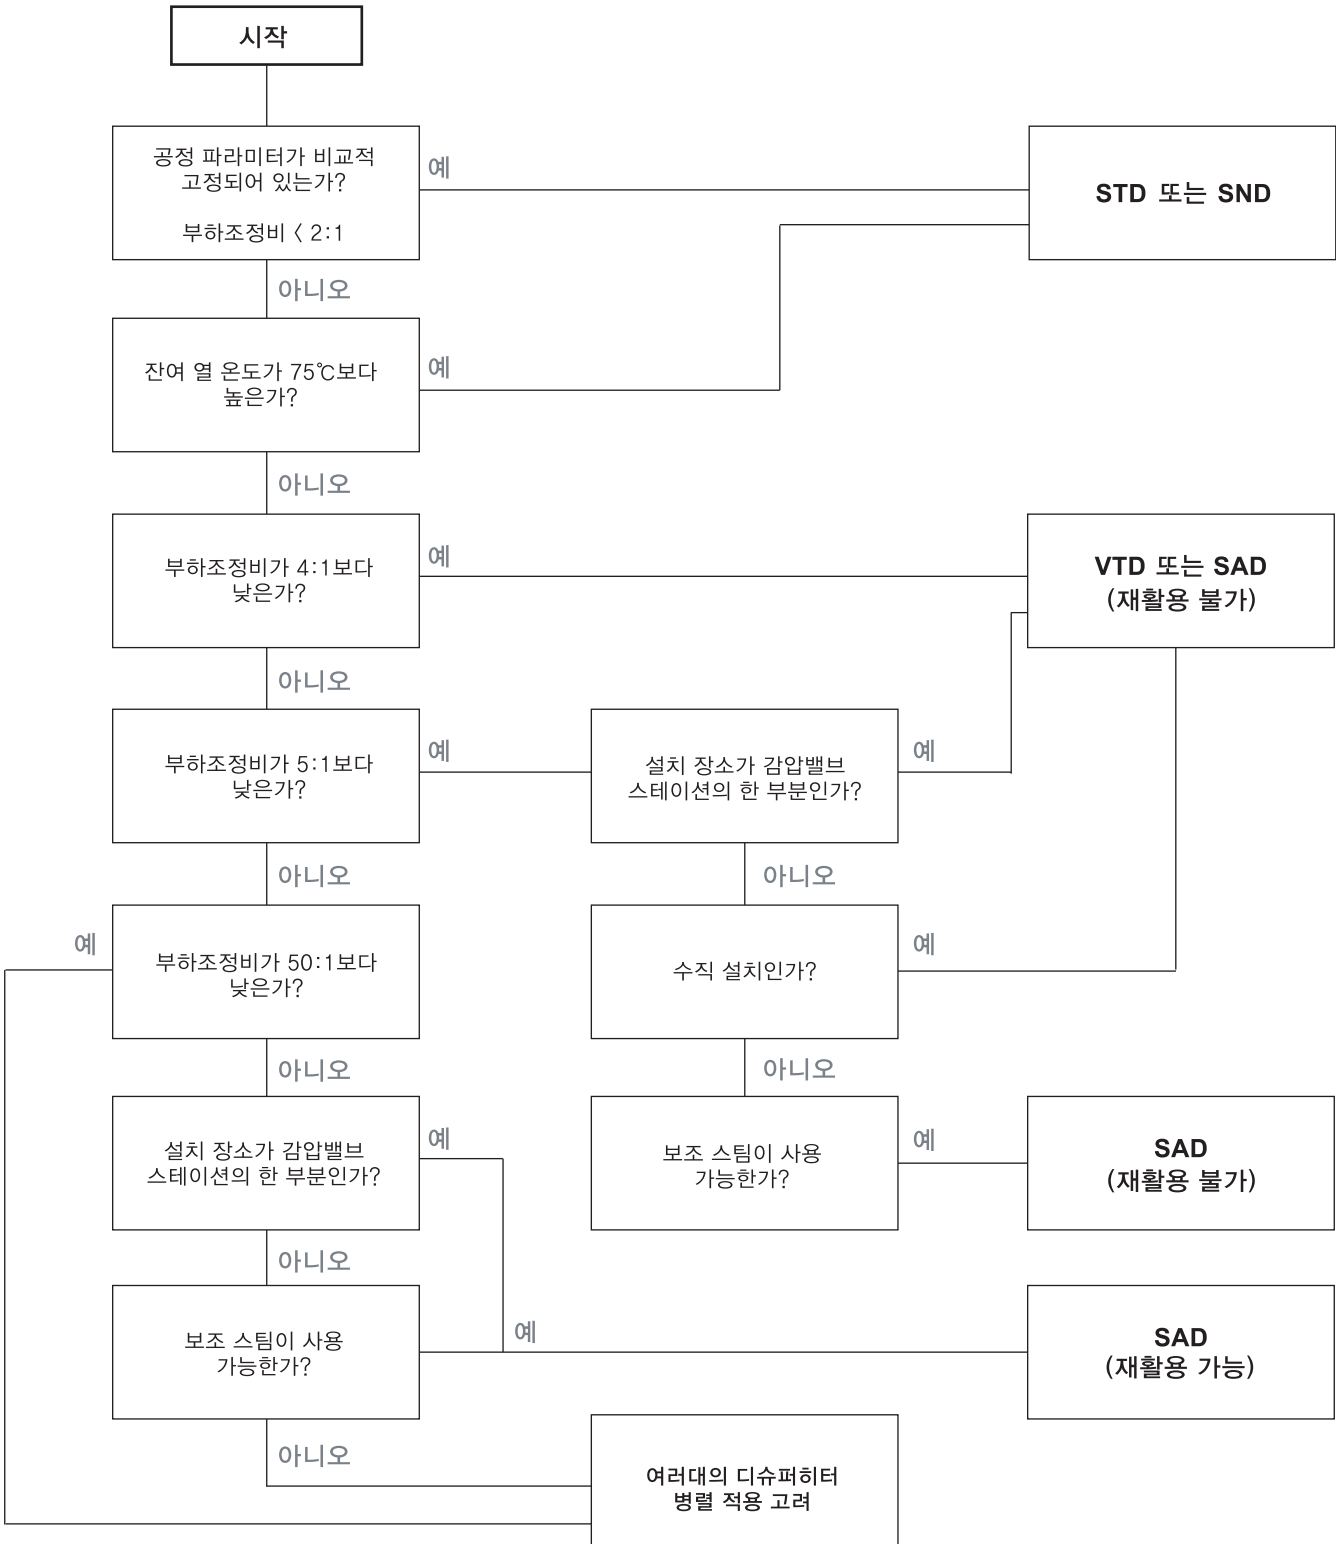 시작
공정 파라미터가 비교적
고정되어 있는가?
부하조정비 < 2:1
예
STD 또는 SND
아니오
잔여 열 온도가 75℃보다
높은가?
예
아니오
부하조정비가 4:1보다
낮은가?
예
VTD 또는 SAD
(재활용 불가)
아니오
부하조정비가 5:1보다
낮은가?
예
설치 장소가 감압밸브
스테이션의 한 부분인가?
예
아니오
아니오
예
부하조정비가 50:1보다
낮은가?
수직 설치인가?
예
아니오
아니오
설치 장소가 감압밸브
스테이션의 한 부분인가?
예
보조 스팀이 사용
가능한가?
예
SAD
(재활용 불가)
아니오
보조 스팀이 사용
가능한가?
예
SAD
(재활용 가능)
아니오
여러대의 디슈퍼히터
병렬 적용 고려